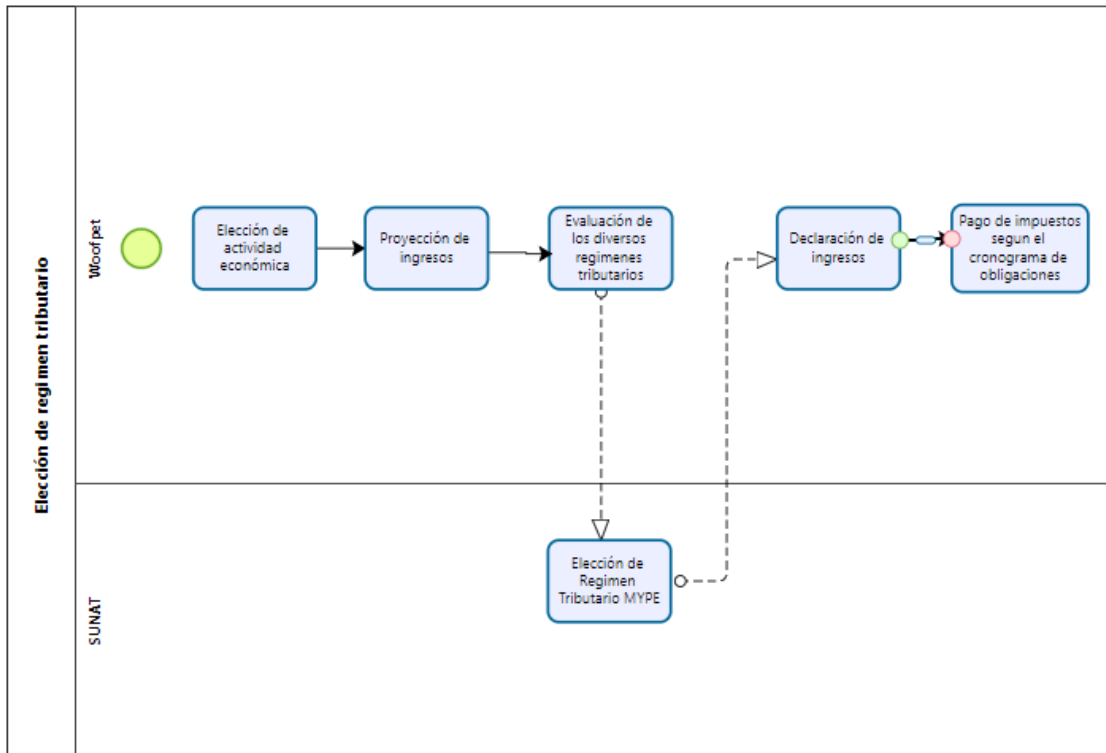 Elección de regimen tributario
Woofpet
Elección de
actividad
económica
Proyección de
ingresos
Evaluación de
los diversos
regimenes
tributarios
Declaración de
ingresos
Pago de impuestos
segun el
cronograma de
obligaciones
SUNAT
Elección de
Regimen
Tributario MYPE